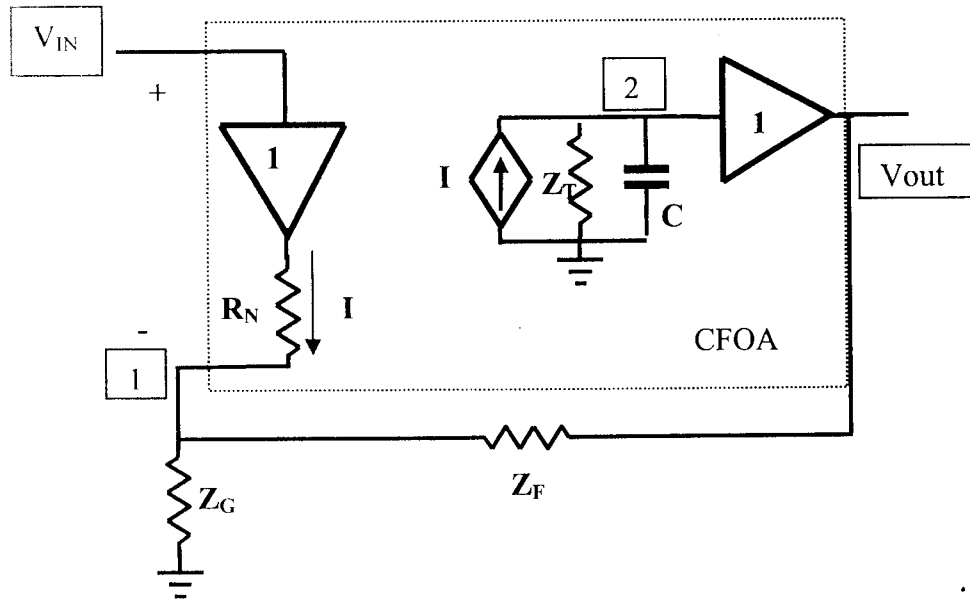 V_IN
+
1
2
1
I
Z_T
C
Vout
R_N
I
CFOA
-
1
Z_F
Z_G